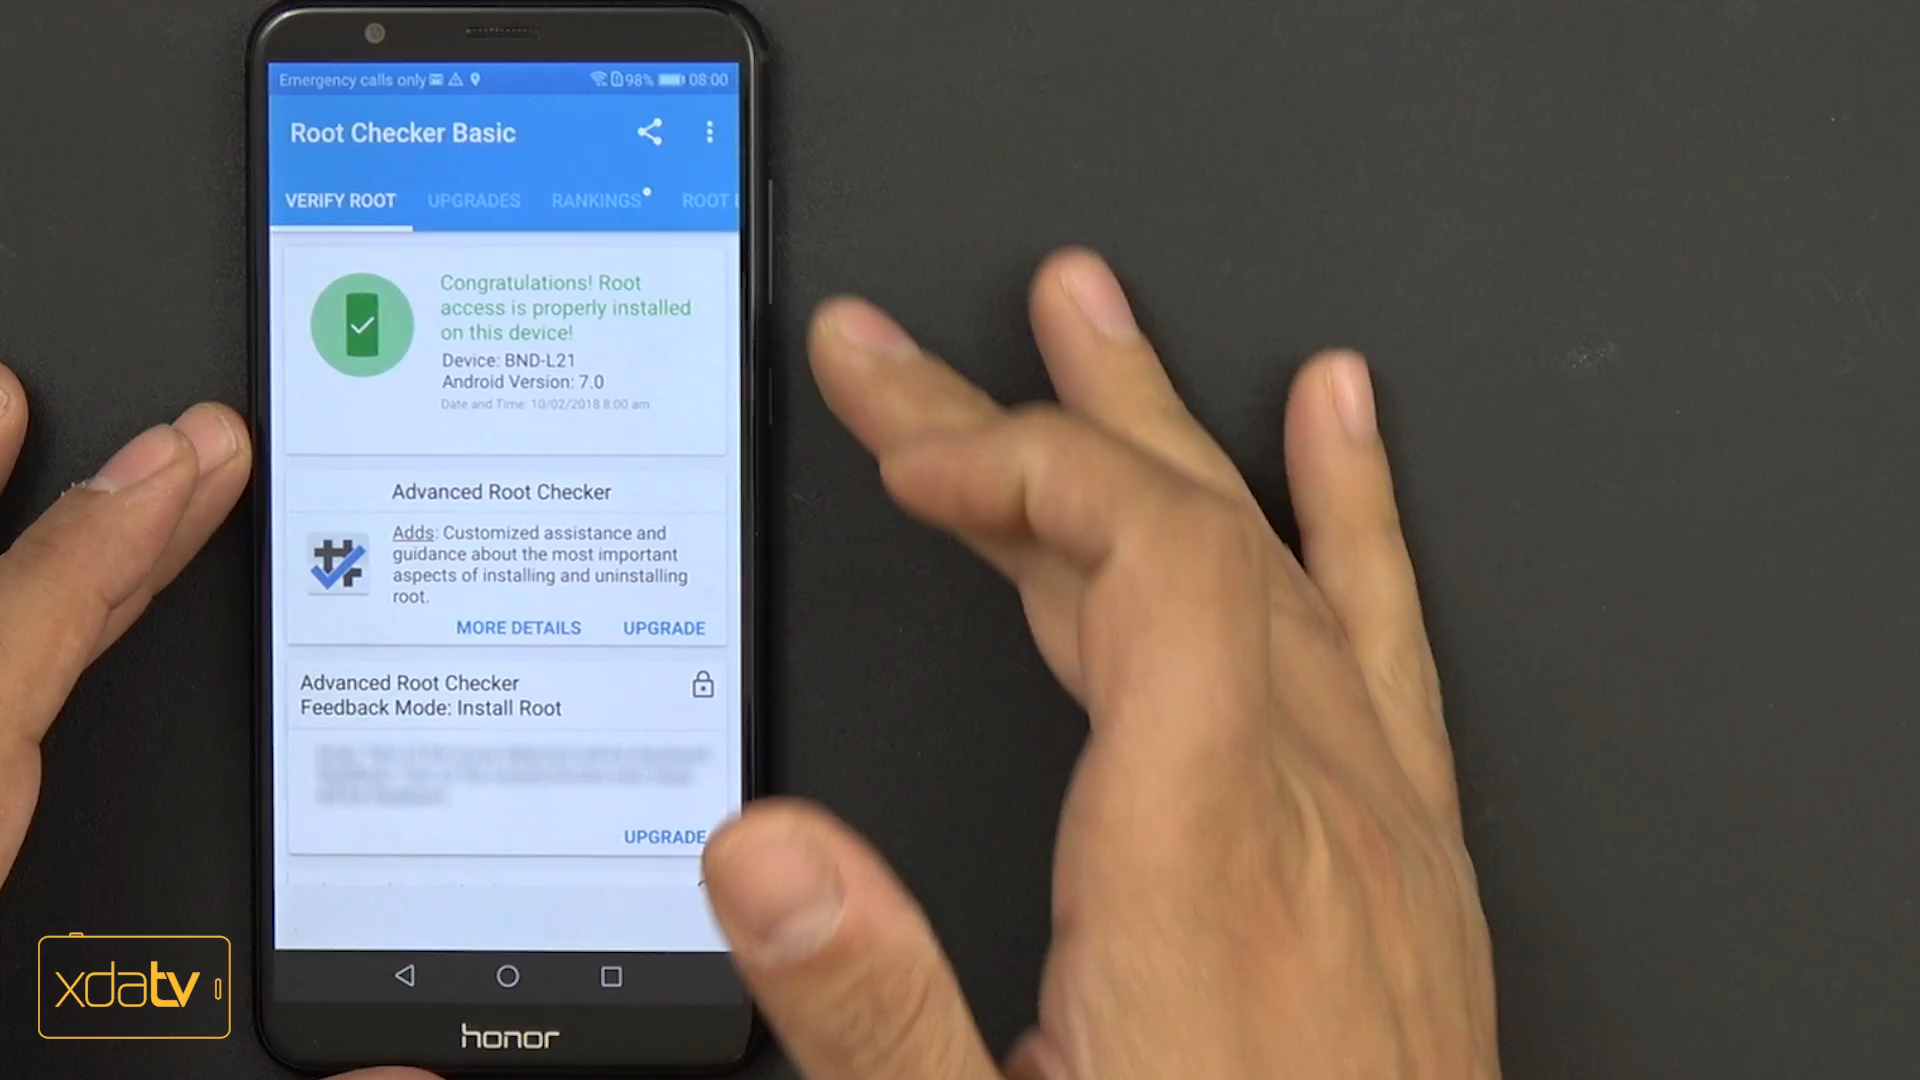 Emergency calls only 98% 08:00
Root Checker Basic
VERIFY ROOT UPGRADES RANKINGS ROOT
Congratulations! Root
access is properly installed
on this device!
Device: BND-L21
Android Version: 7.0
Date and Time: 10/02/2018 8:00 am
Advanced Root Checker
Adds: Customized assistance and
guidance about the most important
aspects of installing and uninstalling
root.
MORE DETAILS UPGRADE
Advanced Root Checker
Feedback Mode: Install Root
UPGRADE
honor
xdatv